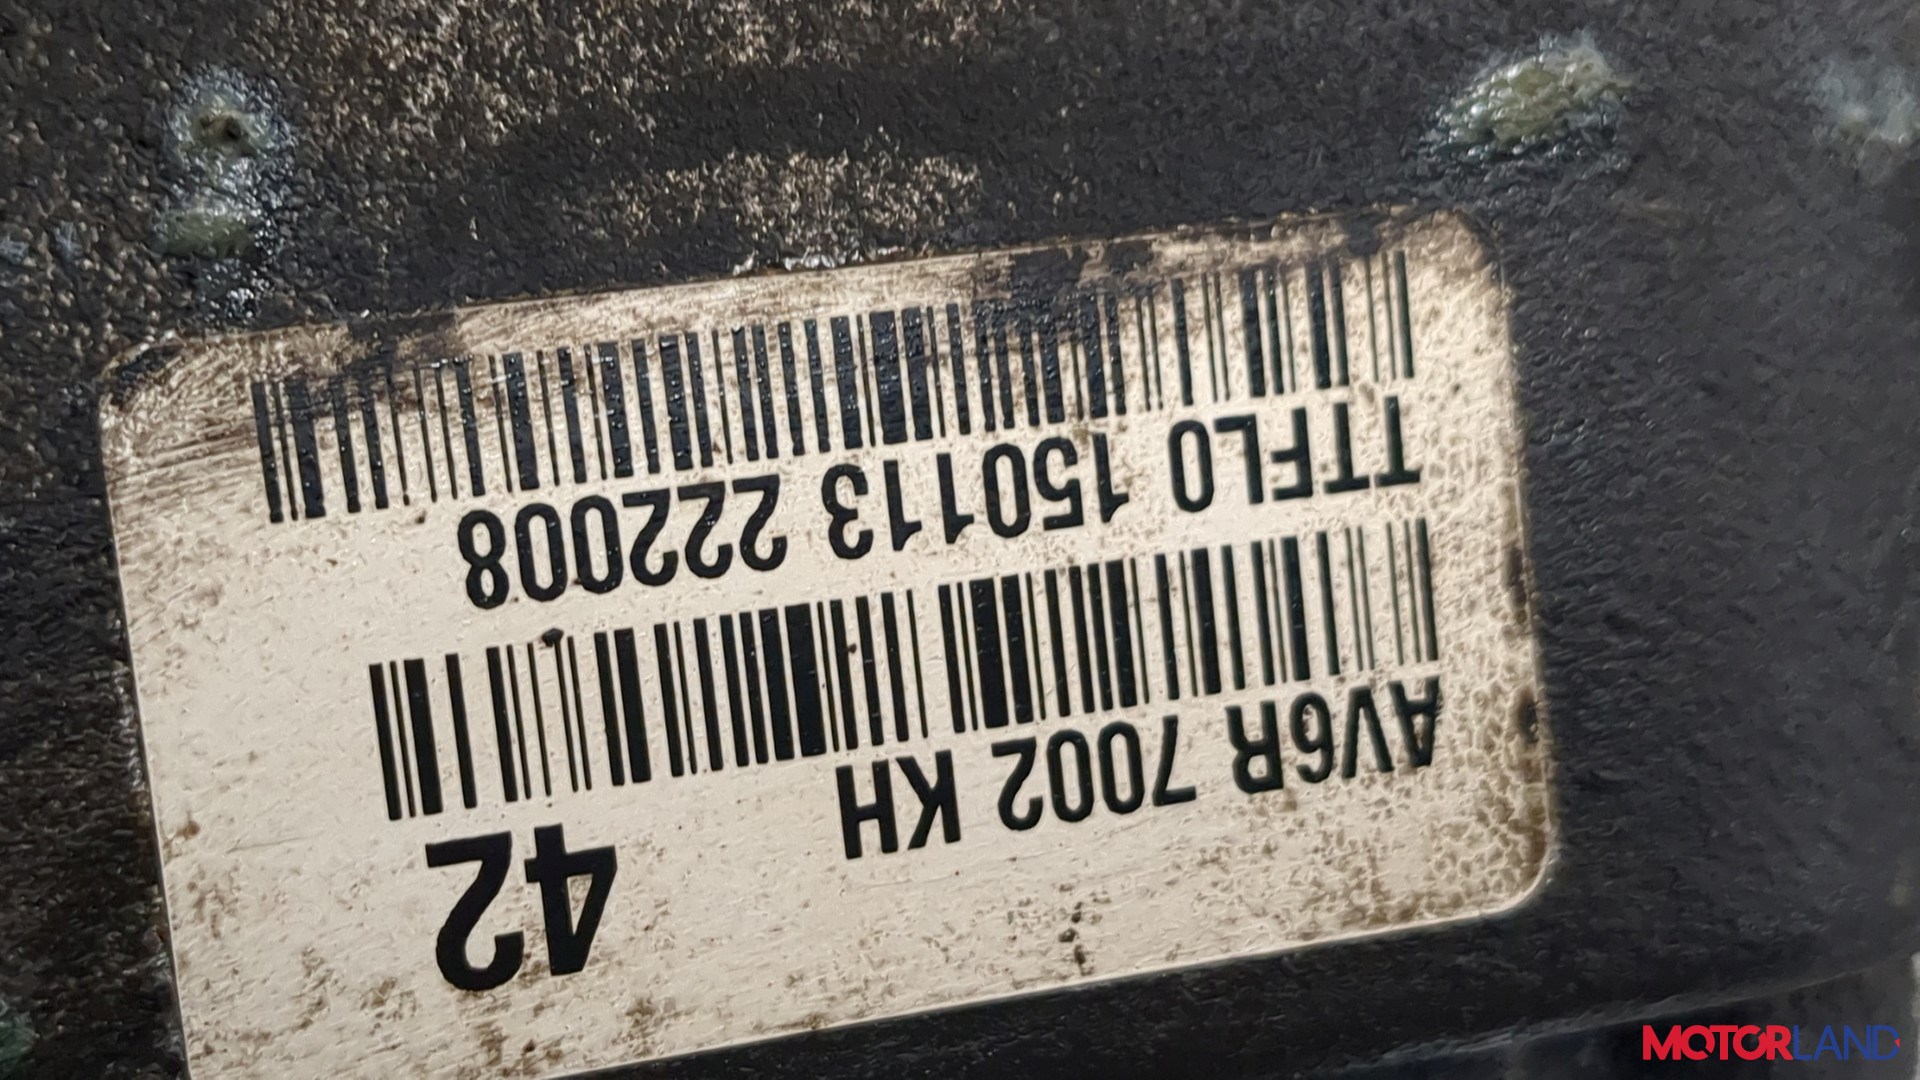 42
AV6R 7002 KH
TTFL0 150113 222008
MOTORLAND